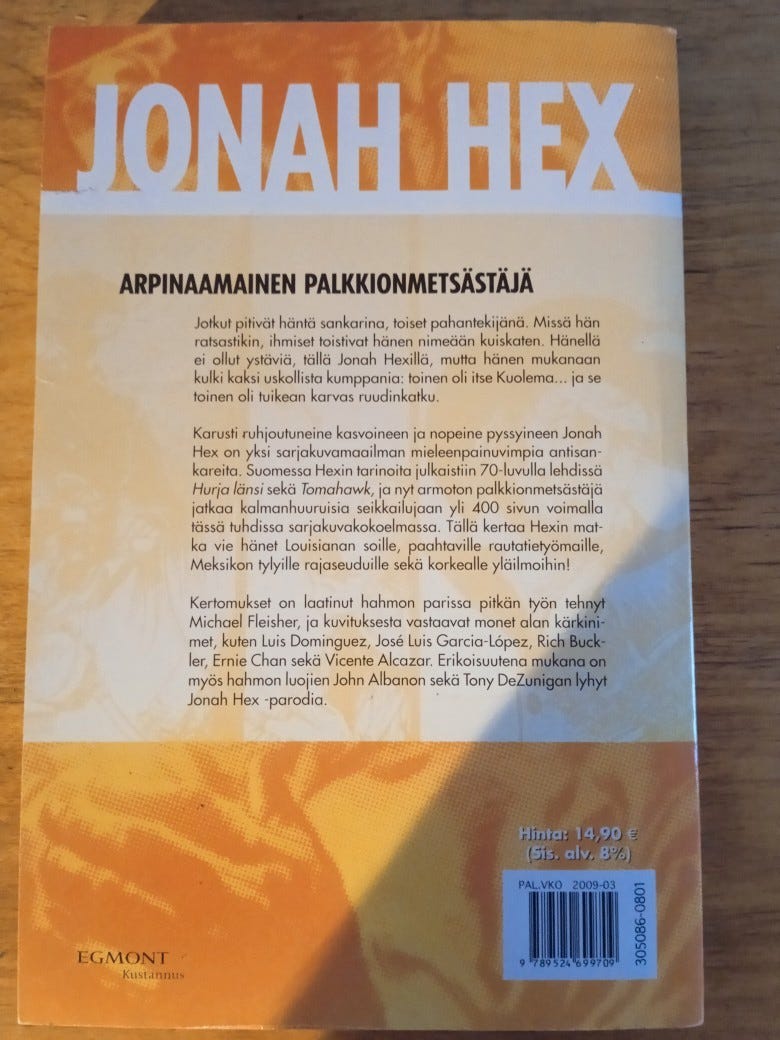 JONAH HEX
ARPINAAMAINEN PALKKIONMETSÄSTÄJÄ
Jotkut pitivät häntä sankarina, toiset pahantekijänä. Missä hän
ratsastikin, ihmiset toistivat hänen nimeään kuiskaten. Hänellä
ei ollut ystäviä, tällä Jonah Hexillä, mutta hänen mukanaan
kulki kaksi uskollista kumppania: toinen oli itse Kuolema... ja se
toinen oli tuikean karvas ruudinkatku.
Karusti ruhjoutuneine kasvoineen ja nopeine pyssyineen Jonah
Hex on yksi sarjakuvamaailman mieleenpainuvimpia antisan-
kareita. Suomessa Hexin tarinoita julkaistiin 70-luvulla lehdissä
Hurja länsi sekä Tomahawk, ja nyt armoton palkkionmetsästäjä
jatkaa kalmanhuuruisia seikkailujaan yli 400 sivun voimalla
tässä tuhdissa sarjakuvakokoelmassa. Tällä kertaa Hexin mat-
ka vie hänet Louisianan soille, paahtaville rautatietyömaille,
Meksikon tylyille rajaseuduille sekä korkealle yläilmoihin!
Kertomukset on laatinut hahmon parissa pitkän työn tehnyt
Michael Fleisher, ja kuvituksesta vastaavat monet alan kärkini-
met, kuten Luis Dominguez, José Luis Garcia-López, Rich Buck-
ler, Ernie Chan sekä Vicente Alcazar. Erikoisuutena mukana on
myös hahmon luojien John Albanon sekä Tony DeZunigan lyhyt
Jonah Hex -parodia.
Hinta: 14,90 €
(Sis. alv. 8%)
PAL.VKO 2009-03
305086-0801
9 789524 699709
EGMONT
Kustannus